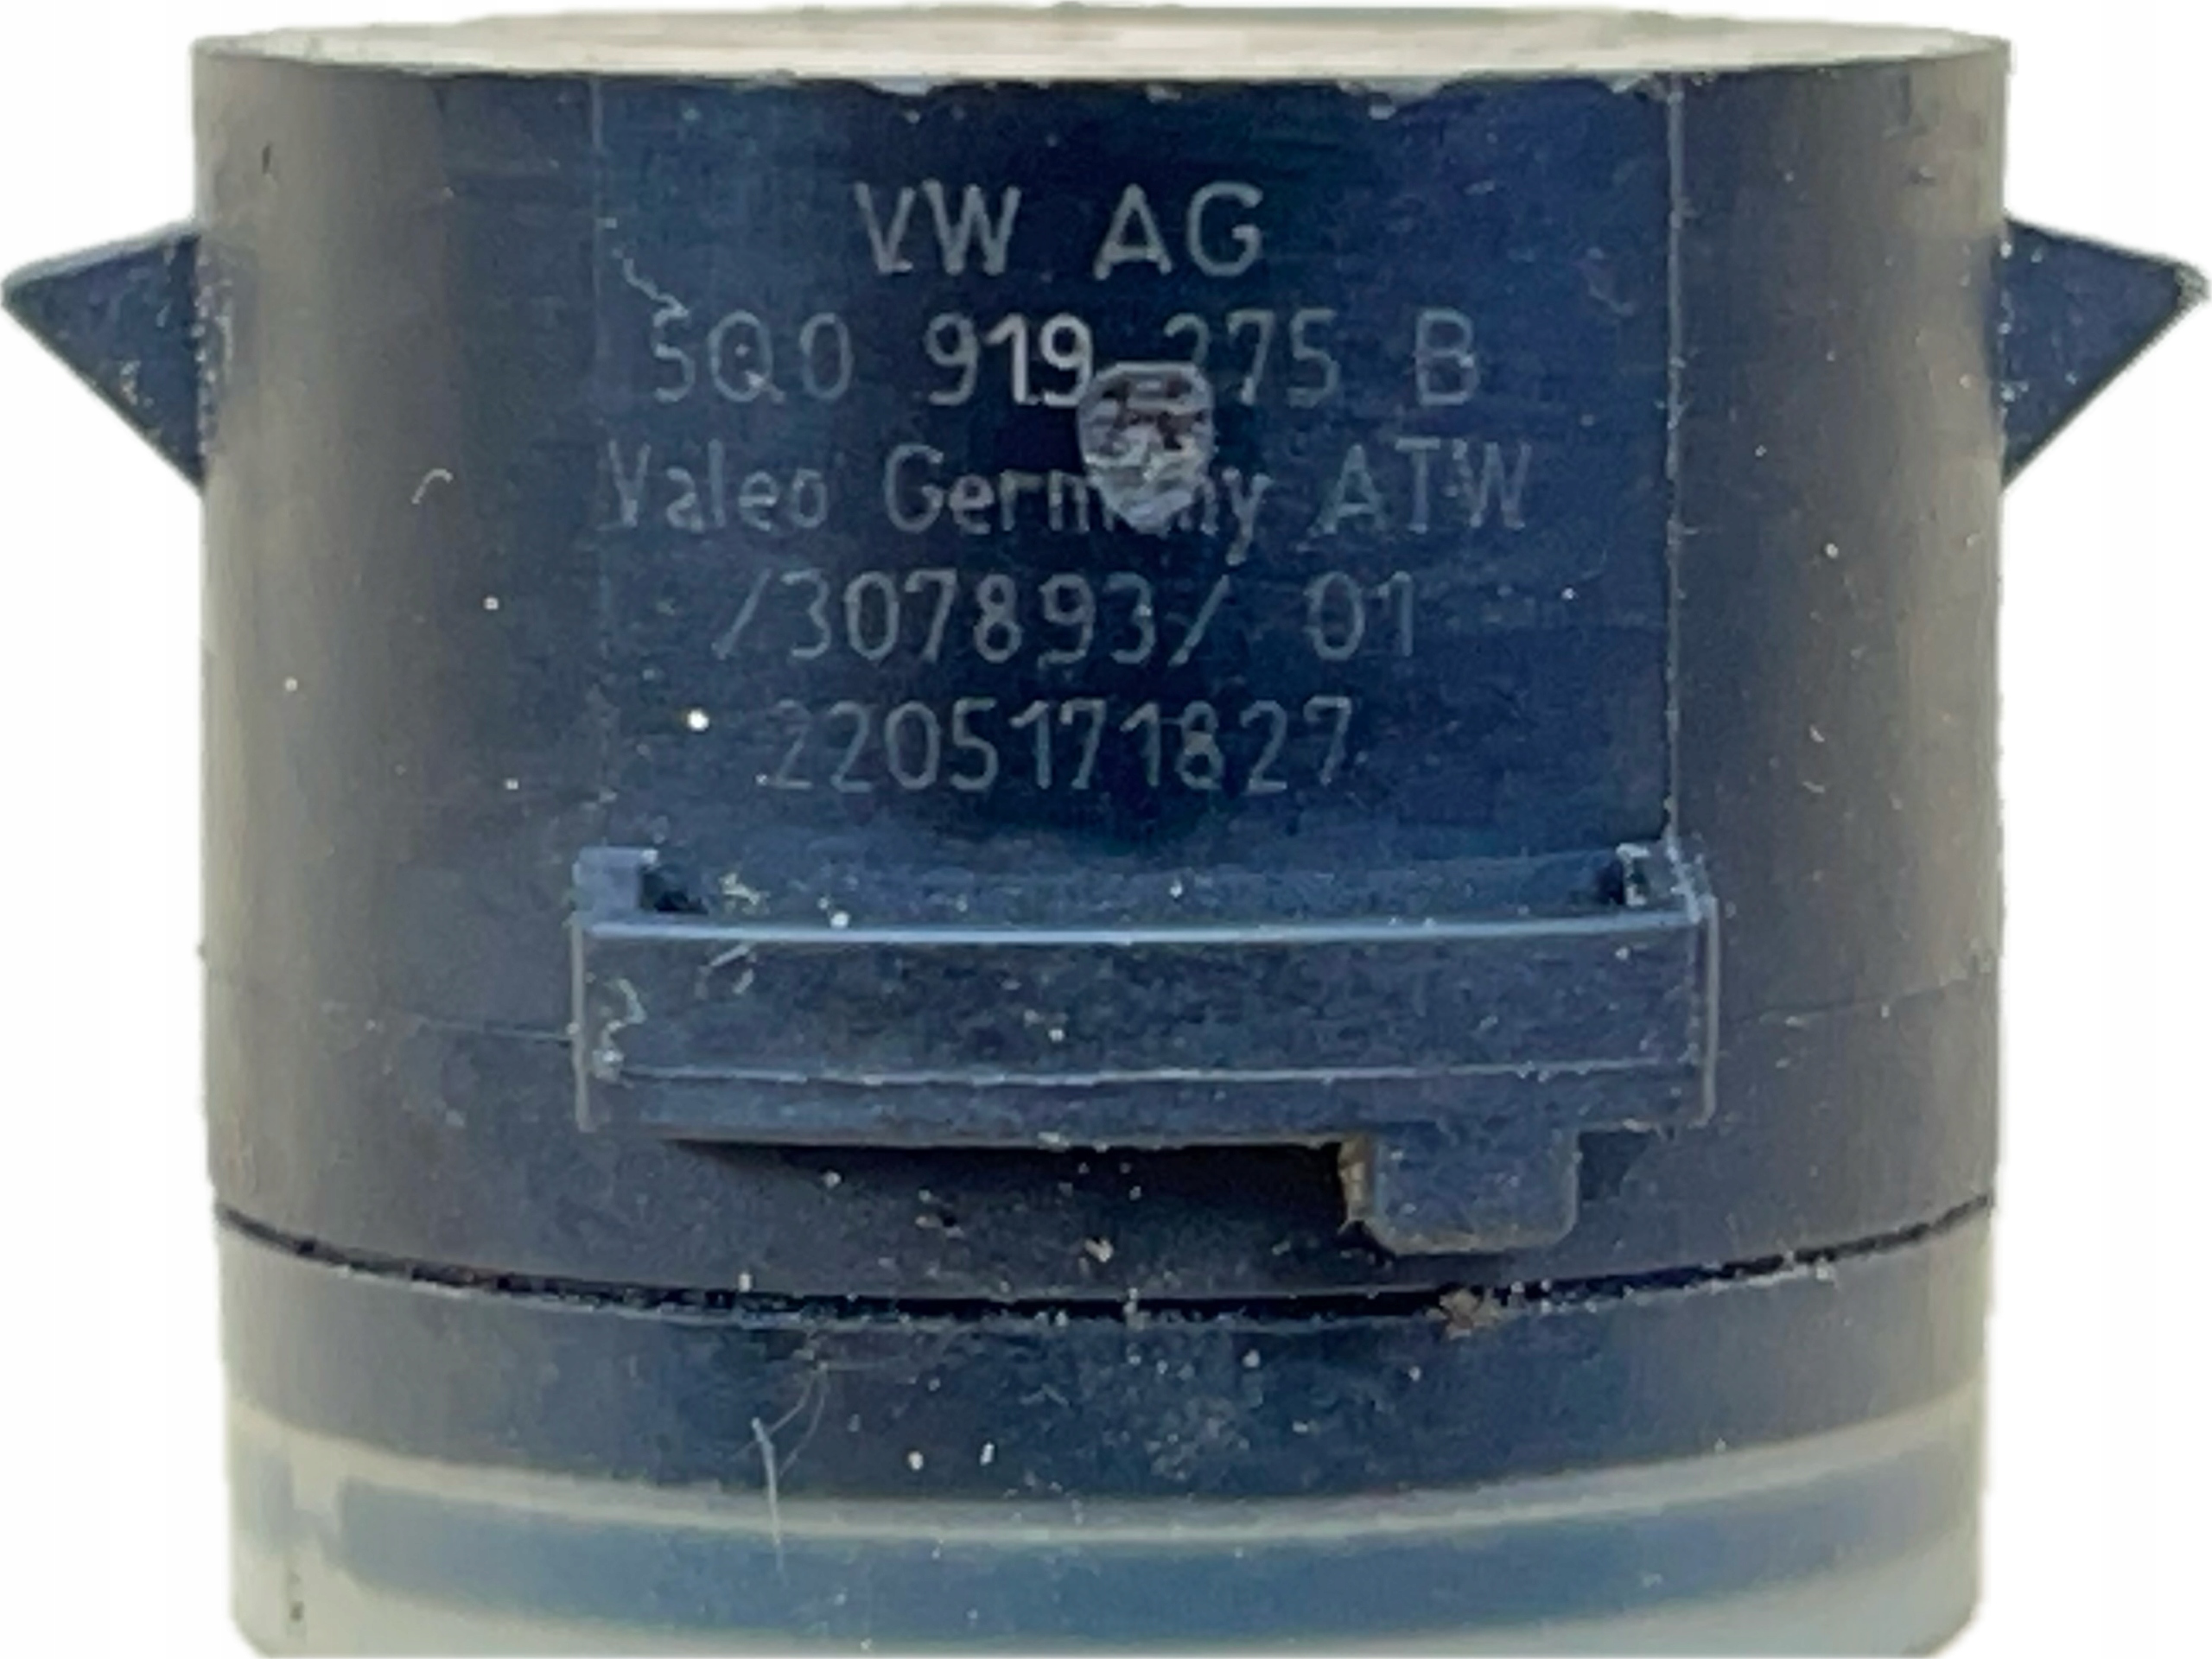 VW AG
5Q0 919 275 B
Valeo Germany ATW
/307893/ 01
2205171827